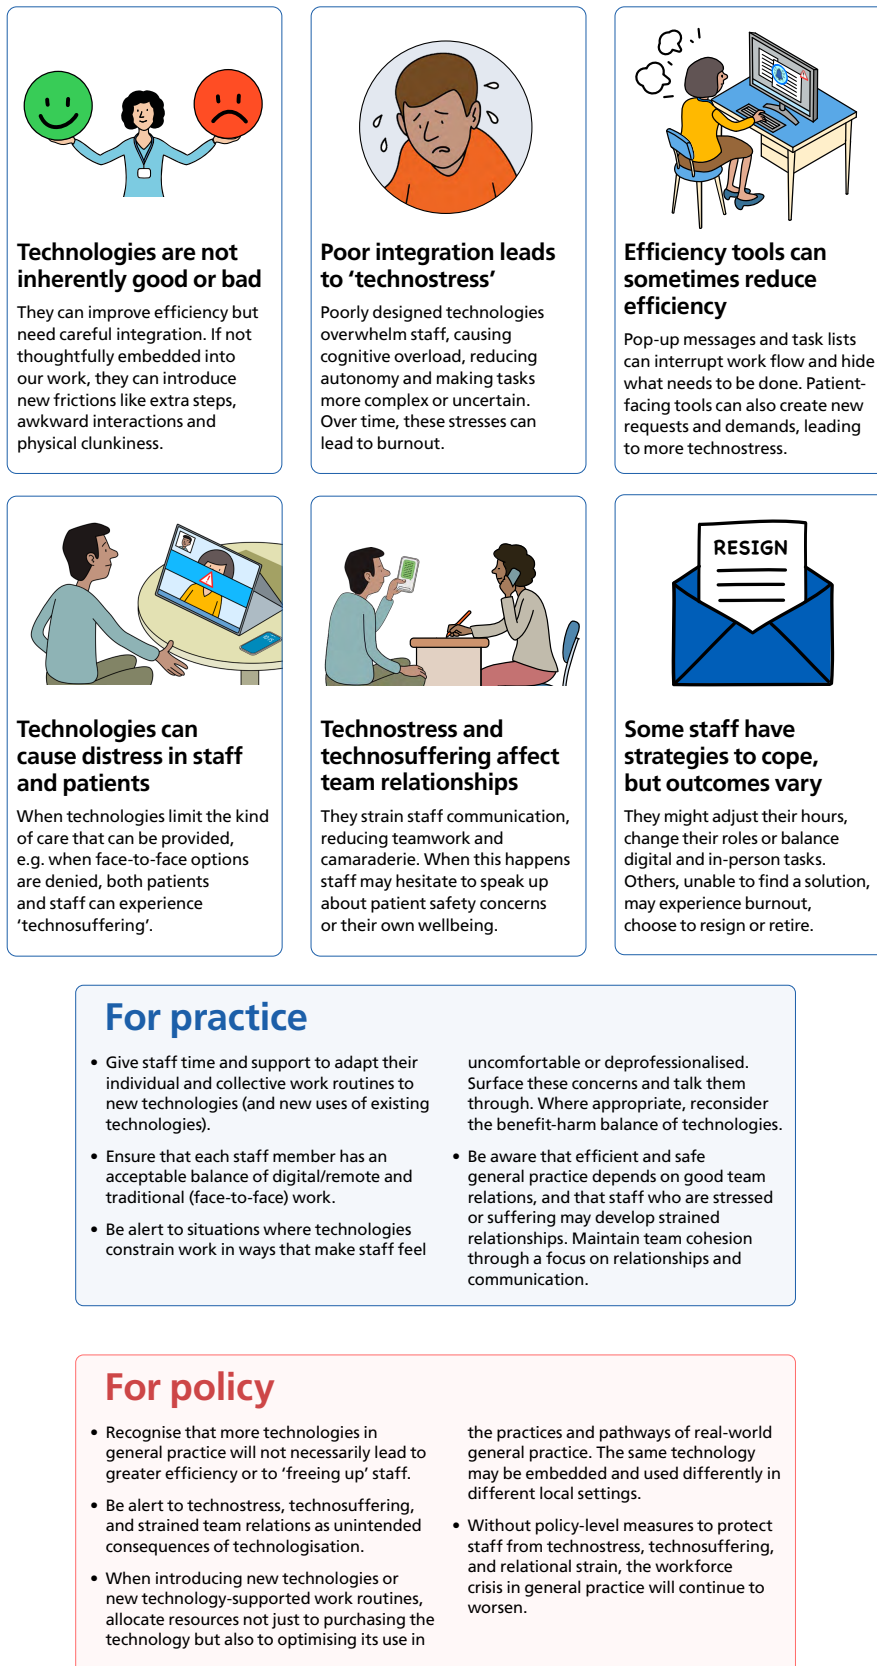 Technologies are not
inherently good or bad
They can improve efficiency but
need careful integration. If not
thoughtfully embedded into
our work, they can introduce
new frictions like extra steps,
awkward interactions and
physical clunkiness.
Poor integration leads
to ‘technostress’
Poorly designed technologies
overwhelm staff, causing
cognitive overload, reducing
autonomy and making tasks
more complex or uncertain.
Over time, these stresses can
lead to burnout.
Efficiency tools can
sometimes reduce
efficiency
Pop-up messages and task lists
can interrupt work flow and hide
what needs to be done. Patient-
facing tools can also create new
requests and demands, leading
to more technostress.
Technologies can
cause distress in staff
and patients
When technologies limit the kind
of care that can be provided,
e.g. when face-to-face options
are denied, both patients
and staff can experience
‘technosuffering’.
Technostress and
technosuffering affect
team relationships
They strain staff communication,
reducing teamwork and
camaraderie. When this happens
staff may hesitate to speak up
about patient safety concerns
or their own wellbeing.
RESIGN
Some staff have
strategies to cope,
but outcomes vary
They might adjust their hours,
change their roles or balance
digital and in-person tasks.
Others, unable to find a solution,
may experience burnout,
choose to resign or retire.
For practice
• Give staff time and support to adapt their
individual and collective work routines to
new technologies (and new uses of existing
technologies).
• Ensure that each staff member has an
acceptable balance of digital/remote and
traditional (face-to-face) work.
• Be alert to situations where technologies
constrain work in ways that make staff feel
uncomfortable or deprofessionalised.
Surface these concerns and talk them
through. Where appropriate, reconsider
the benefit-harm balance of technologies.
• Be aware that efficient and safe
general practice depends on good team
relations, and that staff who are stressed
or suffering may develop strained
relationships. Maintain team cohesion
through a focus on relationships and
communication.
For policy
• Recognise that more technologies in
general practice will not necessarily lead to
greater efficiency or to ‘freeing up’ staff.
• Be alert to technostress, technosuffering,
and strained team relations as unintended
consequences of technologisation.
• When introducing new technologies or
new technology-supported work routines,
allocate resources not just to purchasing the
technology but also to optimising its use in
the practices and pathways of real-world
general practice. The same technology
may be embedded and used differently in
different local settings.
• Without policy-level measures to protect
staff from technostress, technosuffering,
and relational strain, the workforce
crisis in general practice will continue to
worsen.